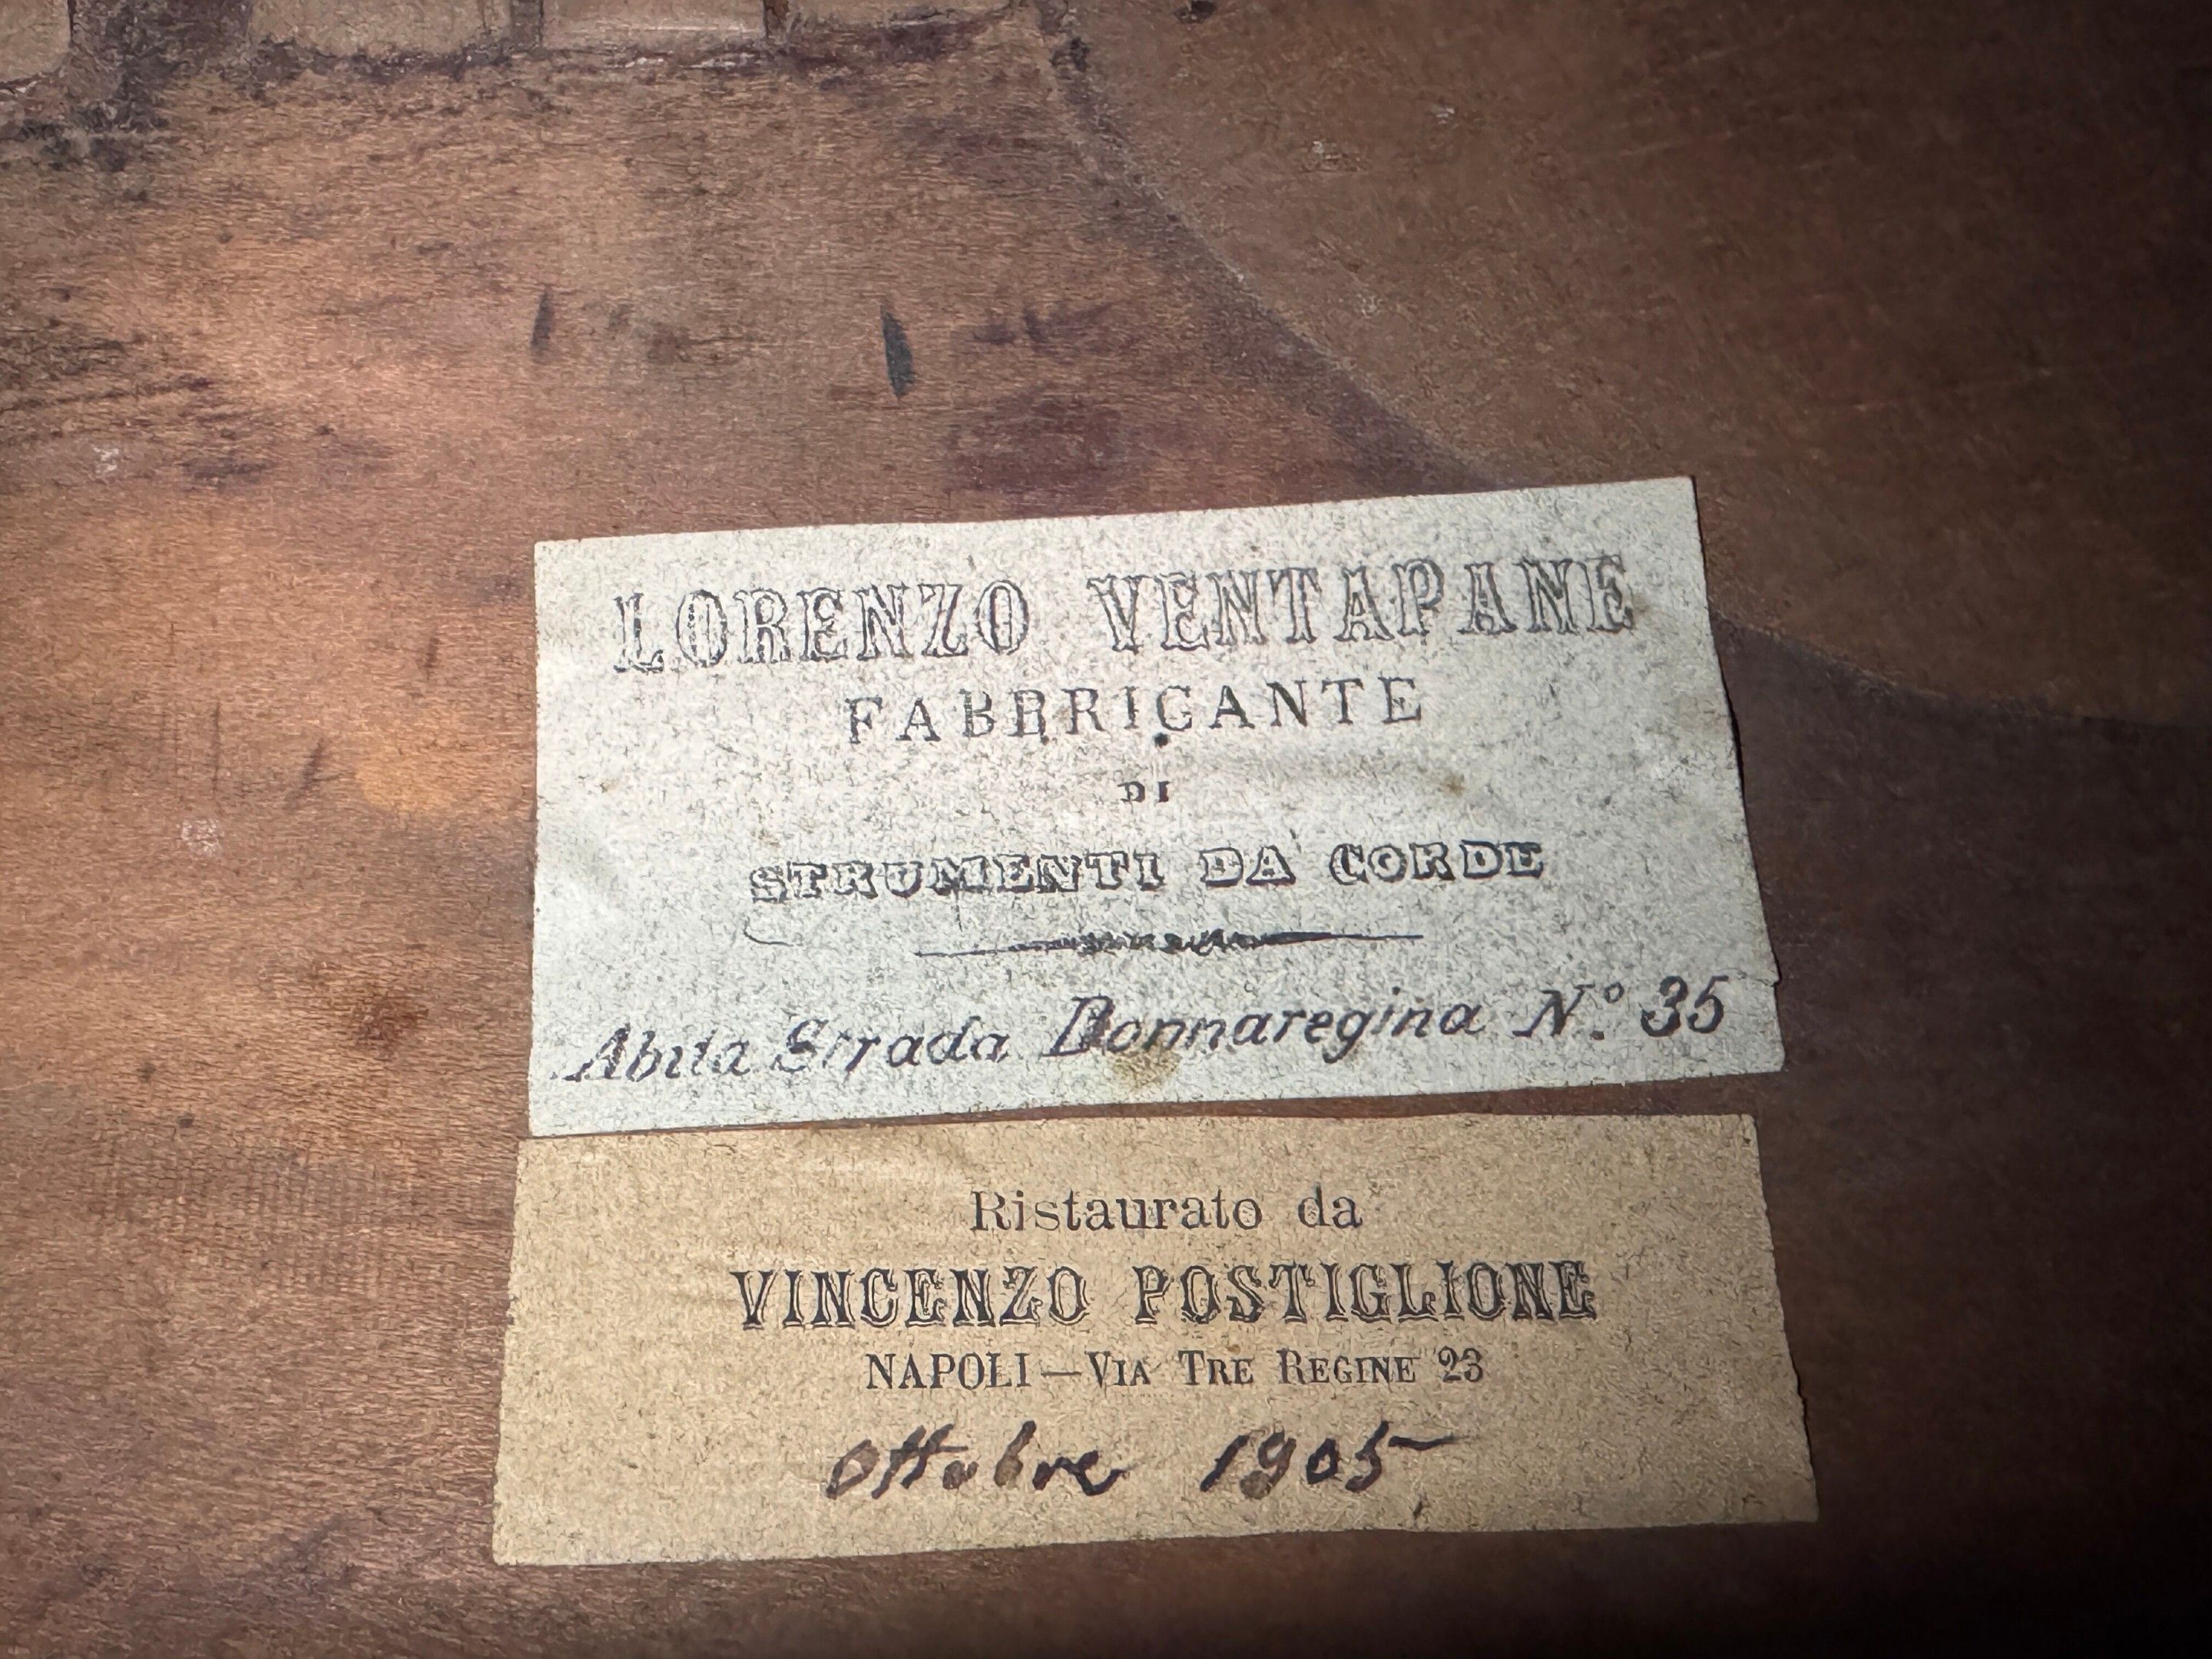 LORENZO VENTAPANE
FABBRICANTE
DI
STRUMENTI DA CORDE
Abita Strada Donnaregina N.º 35
Ristaurato da
VINCENZO POSTIGLIONE
NAPOLI—VIA TRE REGINE 23
Ottobre 1905